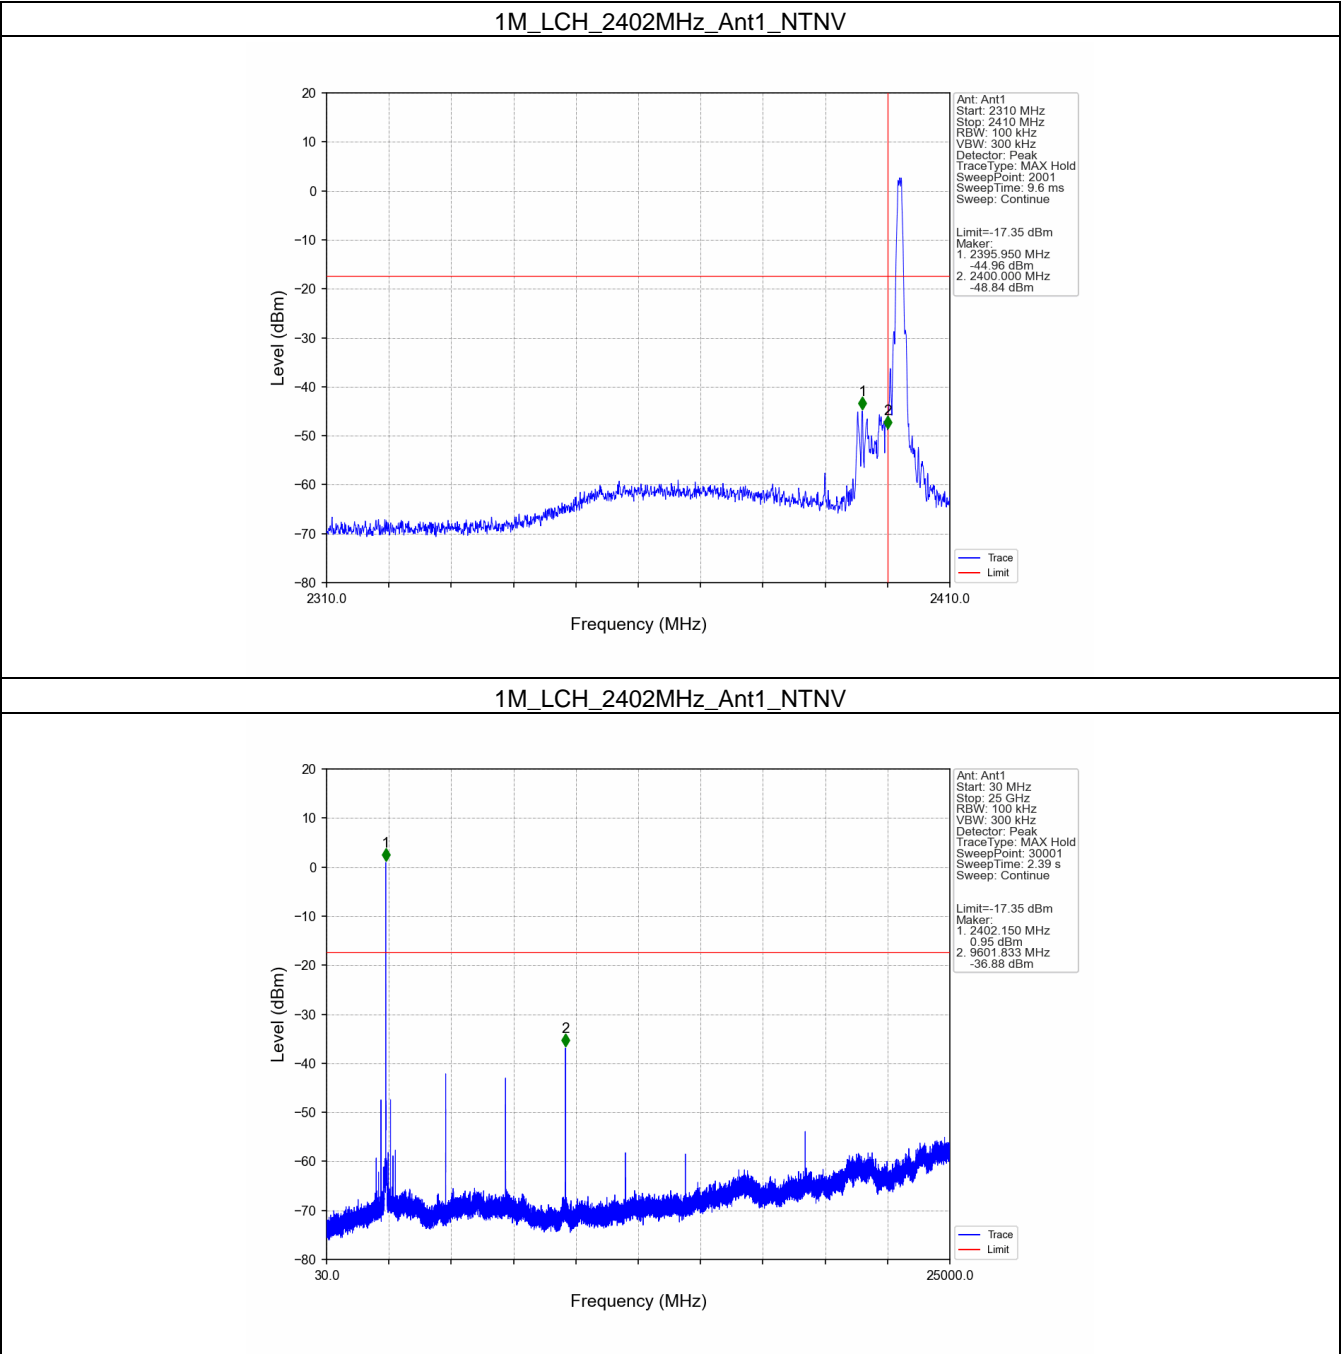 1M_LCH_2402MHz_Ant1_NTNV
20
10
0
−10
−20
−30
−40
−50
−60
−70
−80
Level (dBm)
2310.0
2410.0
Frequency (MHz)
1
2
Ant: Ant1
Start: 2310 MHz
Stop: 2410 MHz
RBW: 100 kHz
VBW: 300 kHz
Detector: Peak
TraceType: MAX Hold
SweepPoint: 2001
SweepTime: 9.6 ms
Sweep: Continue
Limit=-17.35 dBm
Maker:
1. 2395.950 MHz
-44.96 dBm
2. 2400.000 MHz
-48.84 dBm
Trace
Limit
1M_LCH_2402MHz_Ant1_NTNV
20
10
0
−10
−20
−30
−40
−50
−60
−70
−80
Level (dBm)
30.0
25000.0
Frequency (MHz)
1
2
Ant: Ant1
Start: 30 MHz
Stop: 25 GHz
RBW: 100 kHz
VBW: 300 kHz
Detector: Peak
TraceType: MAX Hold
SweepPoint: 30001
SweepTime: 2.39 s
Sweep: Continue
Limit=-17.35 dBm
Maker:
1. 2402.150 MHz
0.95 dBm
2. 9601.833 MHz
-36.88 dBm
Trace
Limit